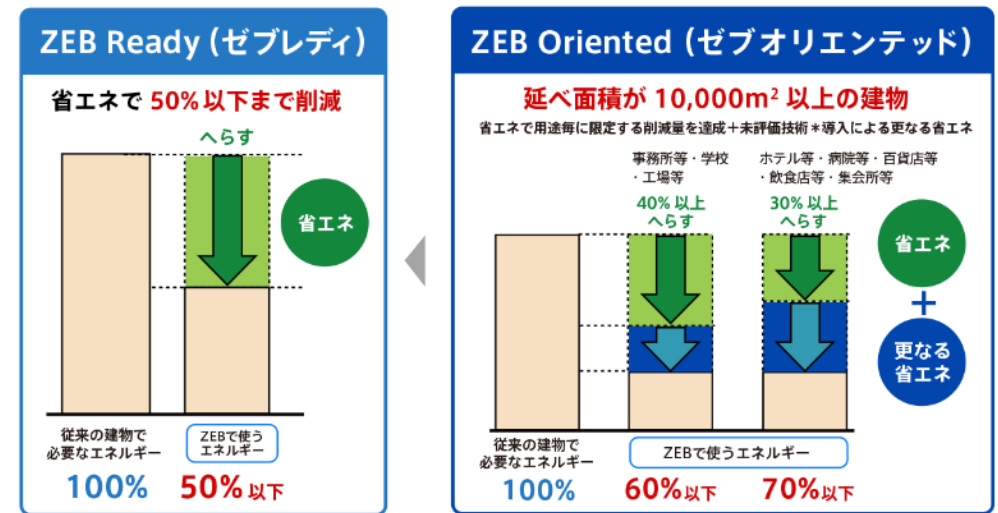 ZEB Ready（ゼブレディ）
省エネで 50%以下まで削減
へらす
省エネ
従来の建物で
必要なエネルギー
100%
ZEBで使う
エネルギー
50%以下
ZEB Oriented（ゼブオリエンテッド）
延べ面積が 10,000m² 以上の建物
省エネで用途毎に限定する削減量を達成＋未評価技術＊導入による更なる省エネ
事務所等・学校
・工場等
40%以上
へらす
ホテル等・病院等・百貨店等
・飲食店等・集会所等
30%以上
へらす
省エネ
＋
更なる
省エネ
従来の建物で
必要なエネルギー
100%
ZEBで使うエネルギー
60%以下
70%以下